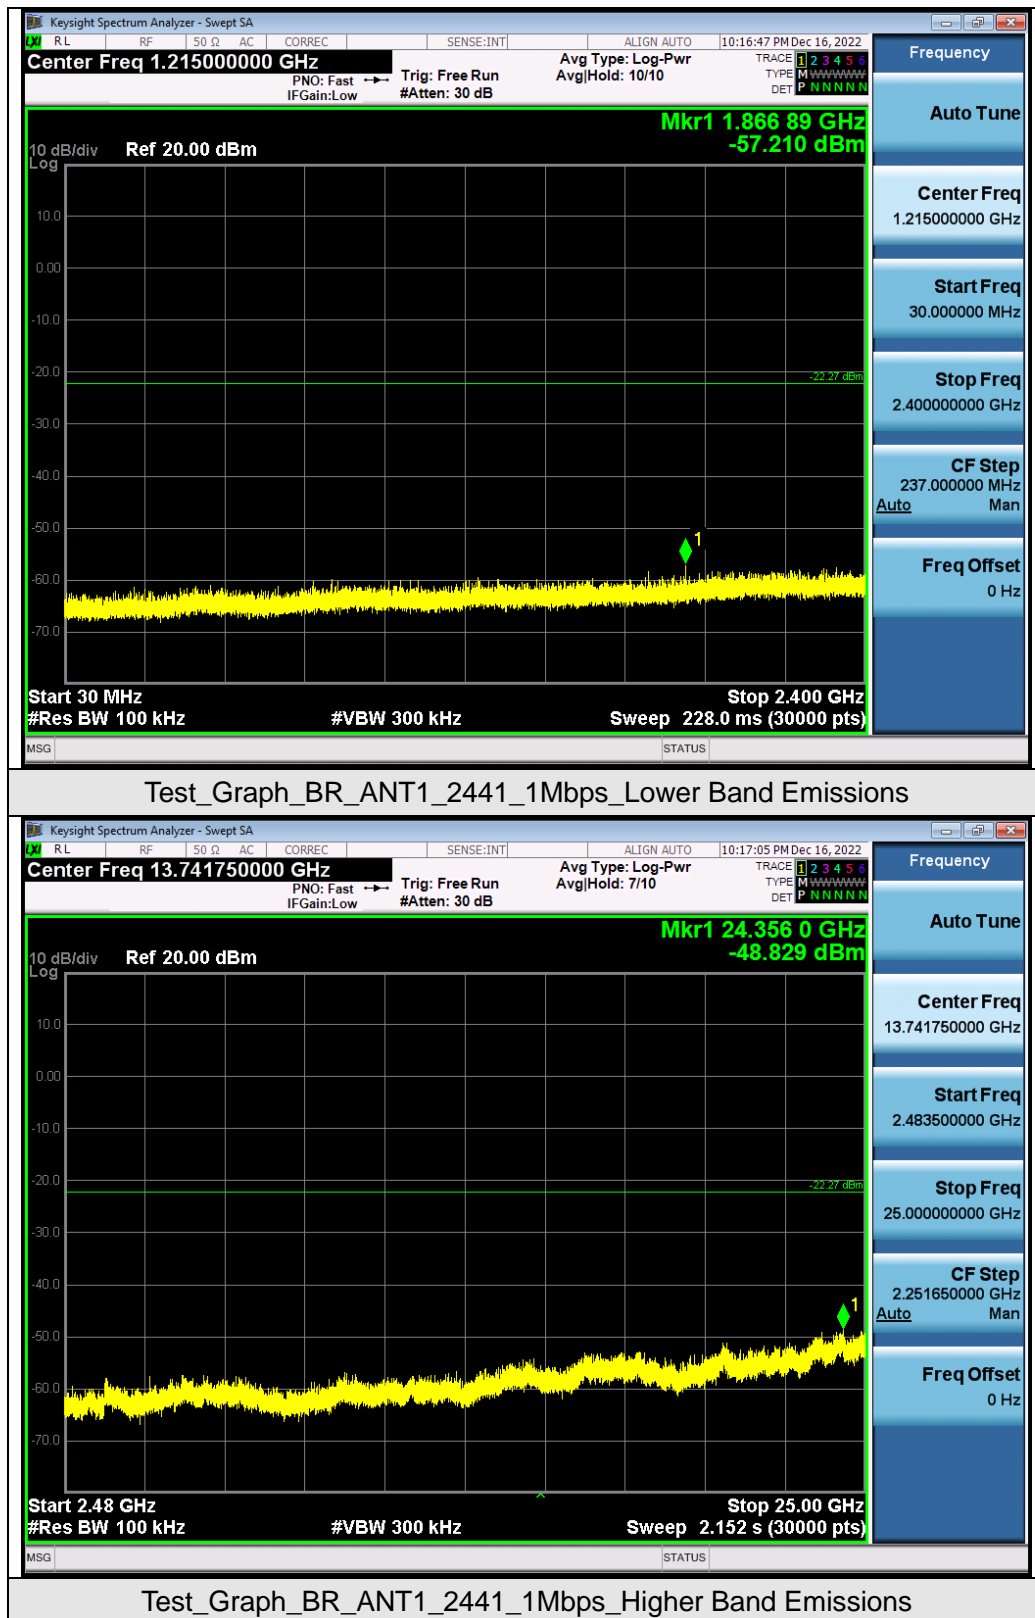 Keysight Spectrum Analyzer - Swept SA
LXI RL RF 50 Ω AC CORREC SENSE:INT ALIGN AUTO 10:16:47 PM Dec 16, 2022
Center Freq 1.215000000 GHz
PNO: Fast
IFGain:Low
Trig: Free Run
#Atten: 30 dB
Avg Type: Log-Pwr
Avg|Hold: 10/10
TRACE 1 2 3 4 5 6
TYPE M WWWWW
DET P N N N N N
Mkr1 1.866 89 GHz
-57.210 dBm
10 dB/div Ref 20.00 dBm
Log
10.0
0.00
-10.0
-20.0
-22.27 dBm
-30.0
-40.0
-50.0
1
-60.0
-70.0
Start 30 MHz Stop 2.400 GHz
#Res BW 100 kHz #VBW 300 kHz Sweep 228.0 ms (30000 pts)
MSG STATUS
Frequency
Auto Tune
Center Freq
1.215000000 GHz
Start Freq
30.000000 MHz
Stop Freq
2.400000000 GHz
CF Step
237.000000 MHz
Auto Man
Freq Offset
0 Hz
Test_Graph_BR_ANT1_2441_1Mbps_Lower Band Emissions
Keysight Spectrum Analyzer - Swept SA
LXI RL RF 50 Ω AC CORREC SENSE:INT ALIGN AUTO 10:17:05 PM Dec 16, 2022
Center Freq 13.741750000 GHz
PNO: Fast
IFGain:Low
Trig: Free Run
#Atten: 30 dB
Avg Type: Log-Pwr
Avg|Hold: 7/10
TRACE 1 2 3 4 5 6
TYPE M WWWWW
DET P N N N N N
Mkr1 24.356 0 GHz
-48.829 dBm
10 dB/div Ref 20.00 dBm
Log
10.0
0.00
-10.0
-20.0
-22.27 dBm
-30.0
-40.0
1
-50.0
-60.0
-70.0
Start 2.48 GHz Stop 25.00 GHz
#Res BW 100 kHz #VBW 300 kHz Sweep 2.152 s (30000 pts)
MSG STATUS
Frequency
Auto Tune
Center Freq
13.741750000 GHz
Start Freq
2.483500000 GHz
Stop Freq
25.000000000 GHz
CF Step
2.251650000 GHz
Auto Man
Freq Offset
0 Hz
Test_Graph_BR_ANT1_2441_1Mbps_Higher Band Emissions